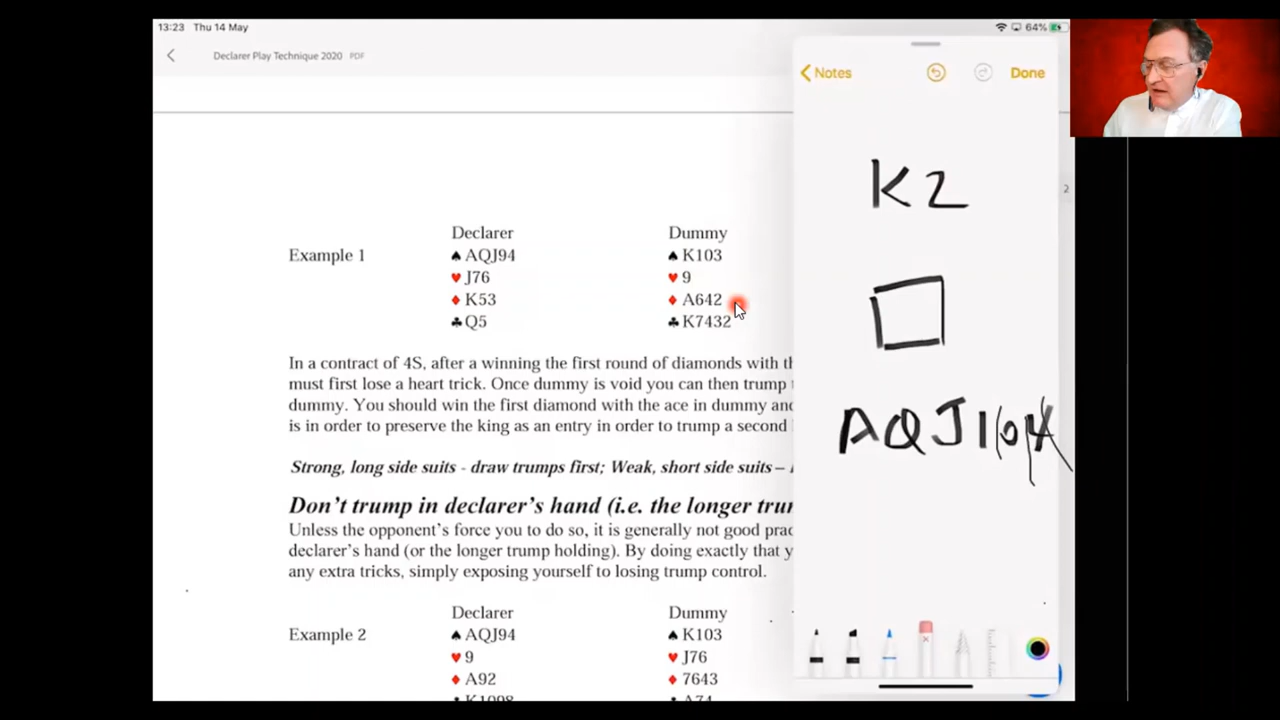 13:23 Thu 14 May
64%
Declarer Play Technique 2020 PDF
Notes
Done
K2
AQJ10
2
Declarer Dummy
Example 1 ♠ AQJ94 ♠ K103
♥ J76 ♥ 9
♦ K53 ♦ A642
♣ Q5 ♣ K7432
In a contract of 4S, after a winning the first round of diamonds with th
must first lose a heart trick. Once dummy is void you can then trump
dummy. You should win the first diamond with the ace in dummy and
is in order to preserve the king as an entry in order to trump a second
Strong, long side suits - draw trumps first; Weak, short side suits –
Don't trump in declarer's hand (i.e. the longer trun
Unless the opponent's force you to do so, it is generally not good prac
declarer's hand (or the longer trump holding). By doing exactly that y
any extra tricks, simply exposing yourself to losing trump control.
Declarer Dummy
Example 2 ♠ AQJ94 ♠ K103
♥ 9 ♥ J76
♦ A92 ♦ 7643
K1098 A74